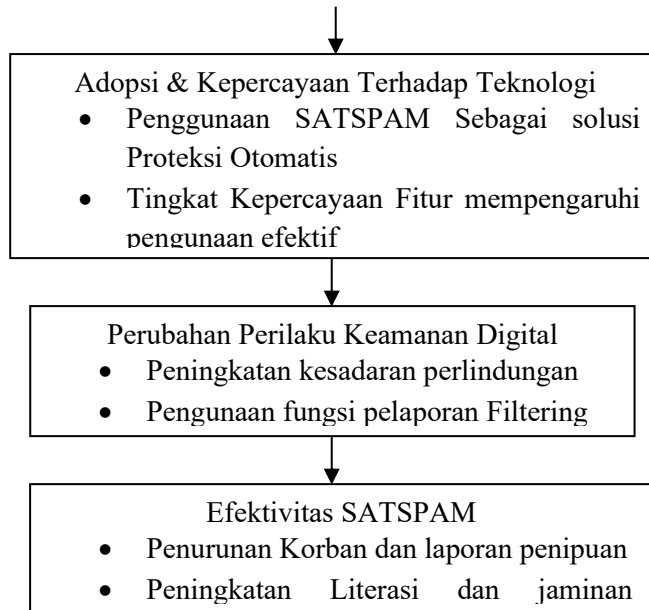 Adopsi & Kepercayaan Terhadap Teknologi
• Penggunaan SATSPAM Sebagai solusi
Proteksi Otomatis
• Tingkat Kepercayaan Fitur mempengaruhi
pengunaan efektif
Perubahan Perilaku Keamanan Digital
• Peningkatan kesadaran perlindungan
• Pengunaan fungsi pelaporan Filtering
Efektivitas SATSPAM
• Penurunan Korban dan laporan penipuan
• Peningkatan Literasi dan jaminan